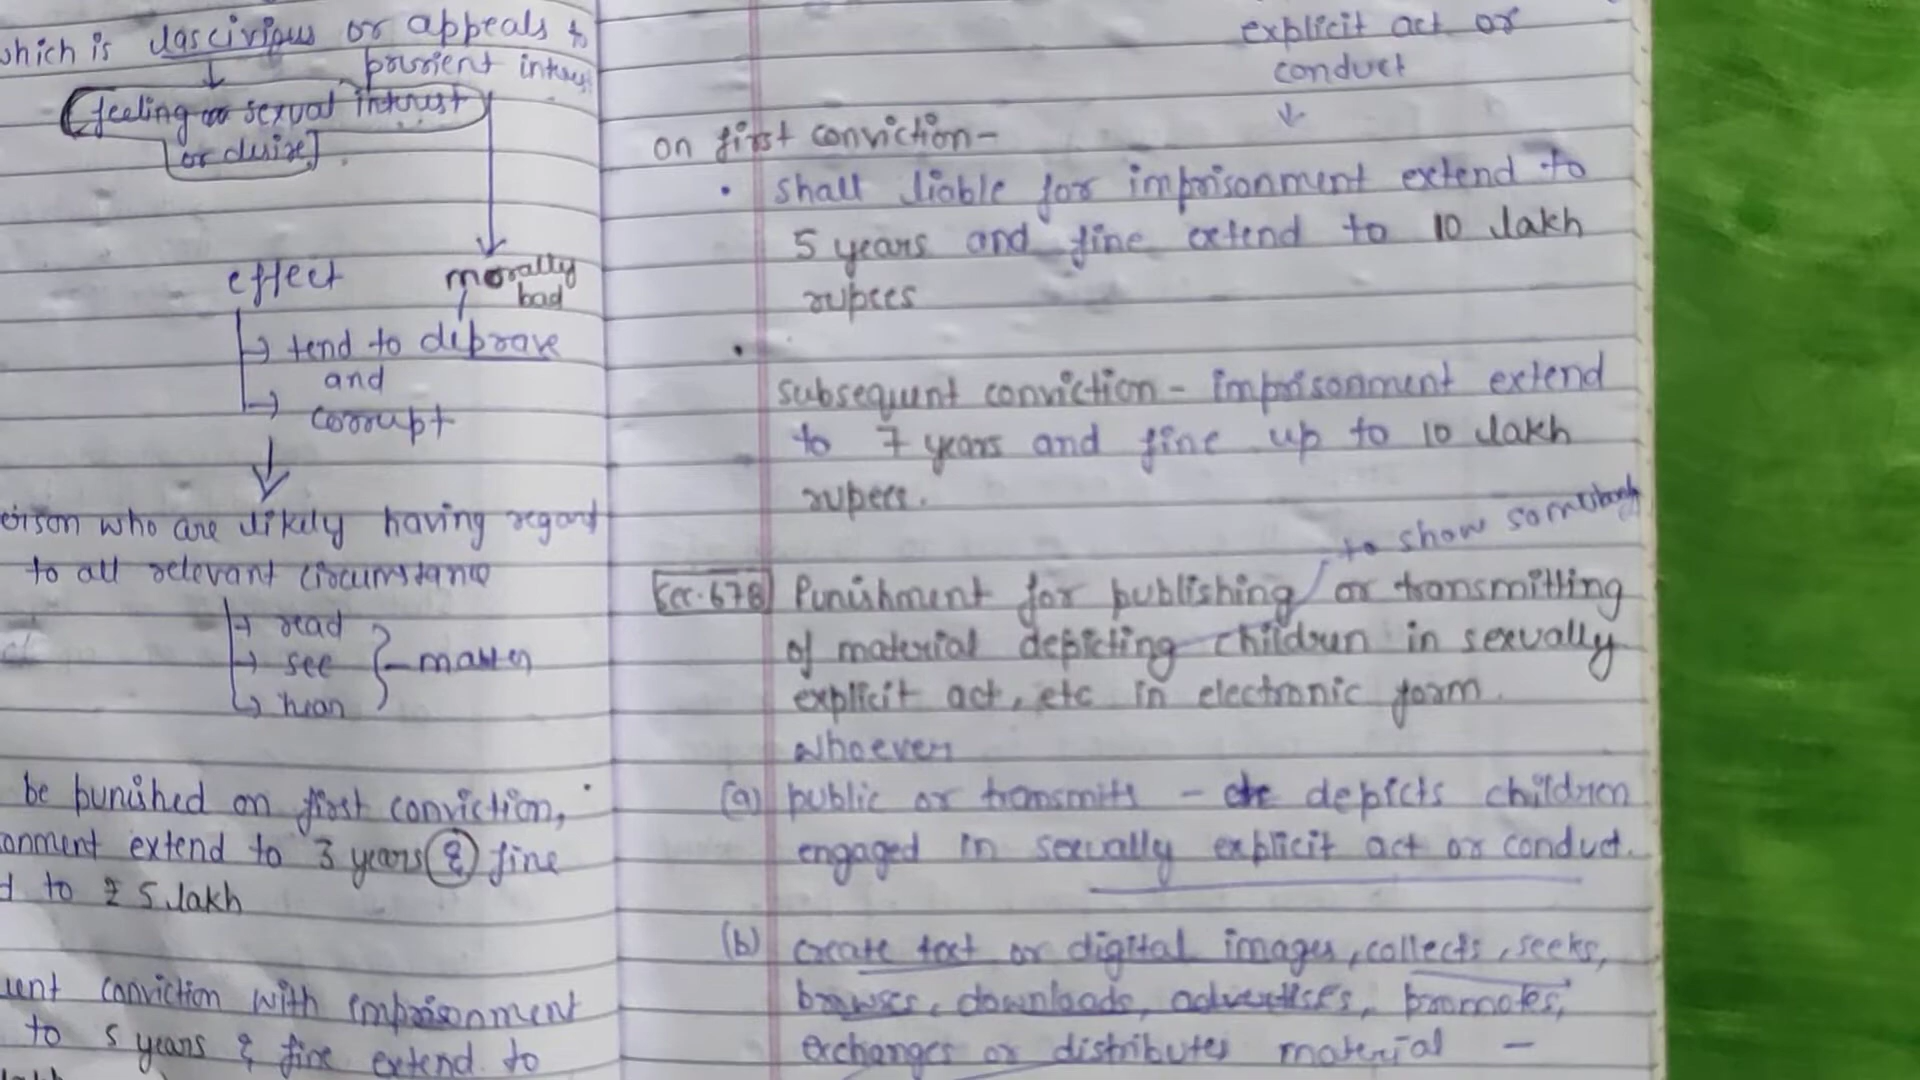 which is lascivious or appeals to
prurient interest
feeling or sexual interest
or desire
effect
morally
bad
tend to deprave
and
corrupt
person who are likely having regard
to all relevant circumstance
read
see
hear
matter
be punished on first conviction,
onment extend to 3 years & fine
d to ₹ 5 lakh
uent conviction with imprisonment
to 5 years & fine extend to
explicit act or
conduct
on first conviction-
• shall liable for imprisonment extend to
5 years and fine extend to 10 lakh
rupees
subsequent conviction - imprisonment extend
to 7 years and fine up to 10 lakh
rupees.
to show somebody
Sec. 67B Punishment for publishing or transmitting
of material depicting children in sexually
explicit act, etc in electronic form.
whoever
(a) public or transmits - depicts children
engaged in sexually explicit act or conduct.
(b) create text or digital images, collects, seeks,
browses, downloads, advertises, promotes,
exchanges or distributes material -